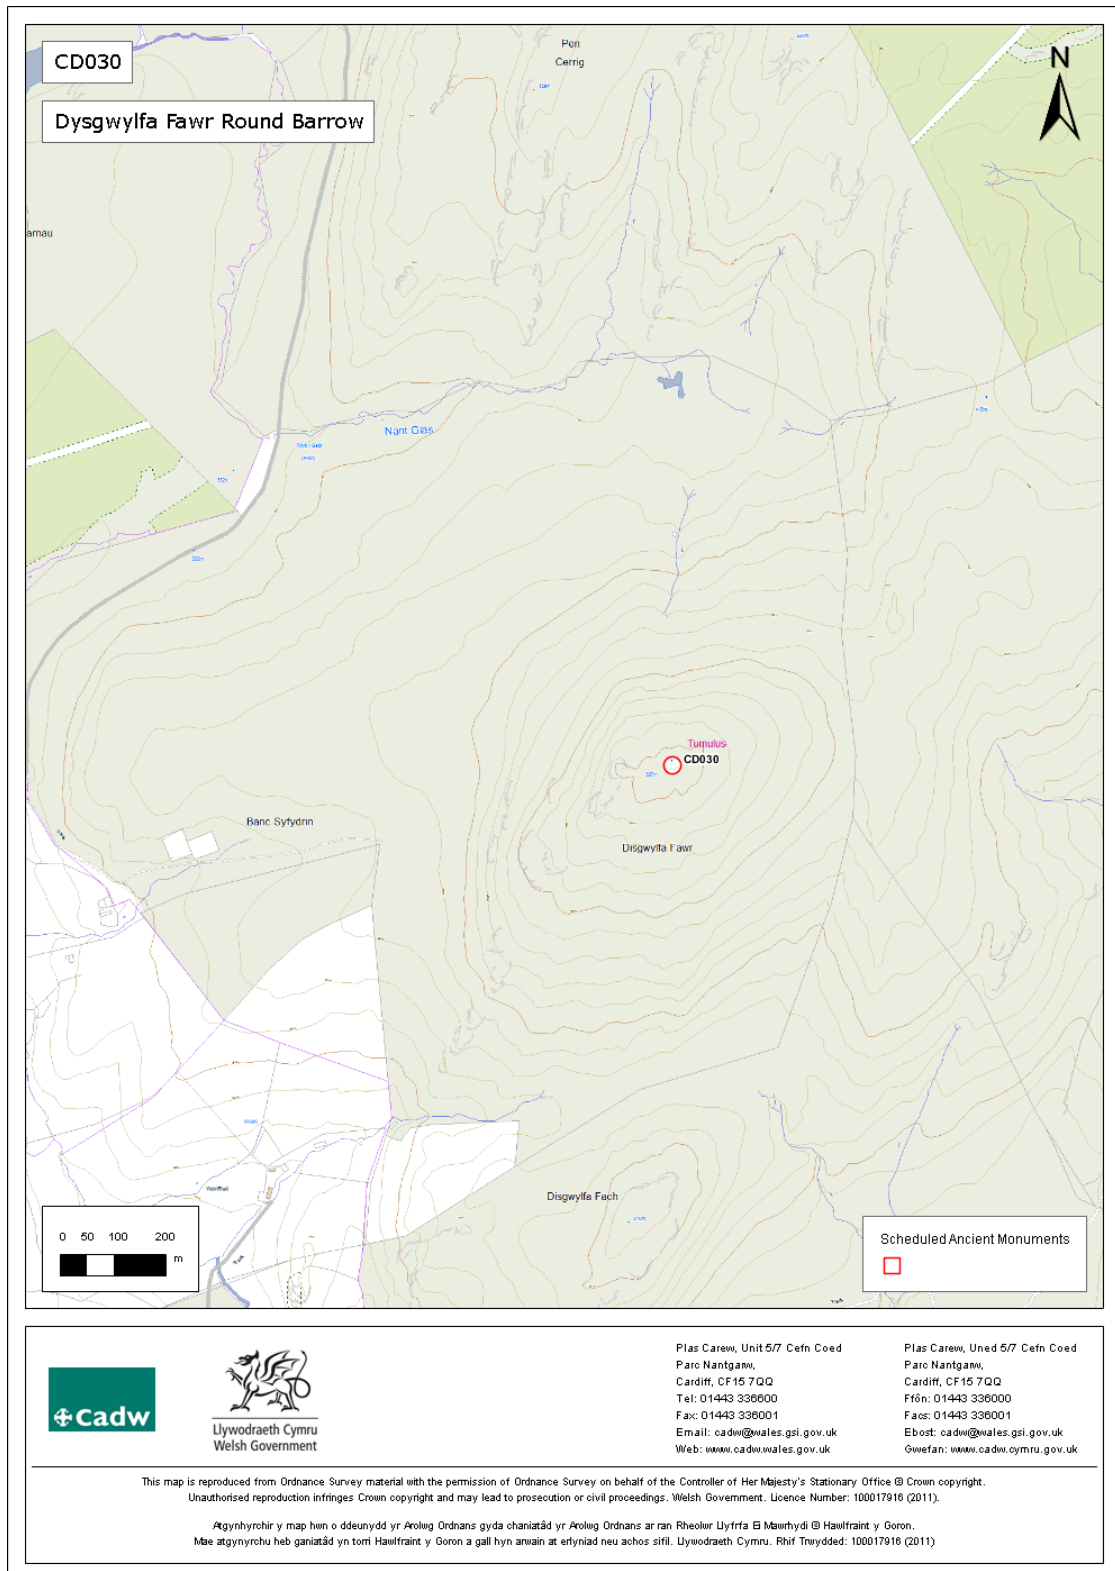 CD030
Dysgwylfa Fawr Round Barrow
N
Pen
Cerrig
Nant Glas
Tumulus
CD030
Banc Syfydrin
Disgwylfa Fawr
Disgwylfa Fach
Track
Track
0 50 100 200
m
Scheduled Ancient Monuments
Cadw
Llywodraeth Cymru
Welsh Government
Plas Carew, Unit 5/7 Cefn Coed
Parc Nantgarw,
Cardiff, CF15 7QQ
Tel: 01443 336600
Fax: 01443 336001
Email: cadw@wales.gsi.gov.uk
Web: www.cadw.wales.gov.uk
Plas Carew, Uned 5/7 Cefn Coed
Parc Nantgarw,
Cardiff, CF15 7QQ
Ffôn: 01443 336000
Facs: 01443 336001
Ebost: cadw@wales.gsi.gov.uk
Gwefan: www.cadw.cymru.gov.uk
This map is reproduced from Ordnance Survey material with the permission of Ordnance Survey on behalf of the Controller of Her Majesty's Stationary Office © Crown copyright.
Unauthorised reproduction infringes Crown copyright and may lead to prosecution or civil proceedings. Welsh Government. Licence Number: 100017916 (2011).
Atgynhyrchir y map hwn o ddeunydd yr Arolwg Ordnans gyda chaniatâd yr Arolwg Ordnans ar ran Rheolwr Llyfrfa Ei Mawrhydi © Hawlfraint y Goron.
Mae atgynyrchu heb ganiatâd yn torri Hawlfraint y Goron a gall hyn arwain at erlyniad neu achos sifil. Llywodraeth Cymru. Rhif Trwydded: 100017916 (2011)